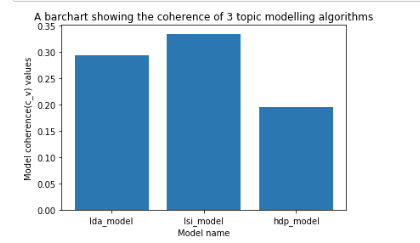 A barchart showing the coherence of 3 topic modelling algorithms
0.35
0.30
0.25
0.20
0.15
0.10
0.05
0.00
Model coherence(c_v) values
lda_model lsi_model hdp_model
Model name